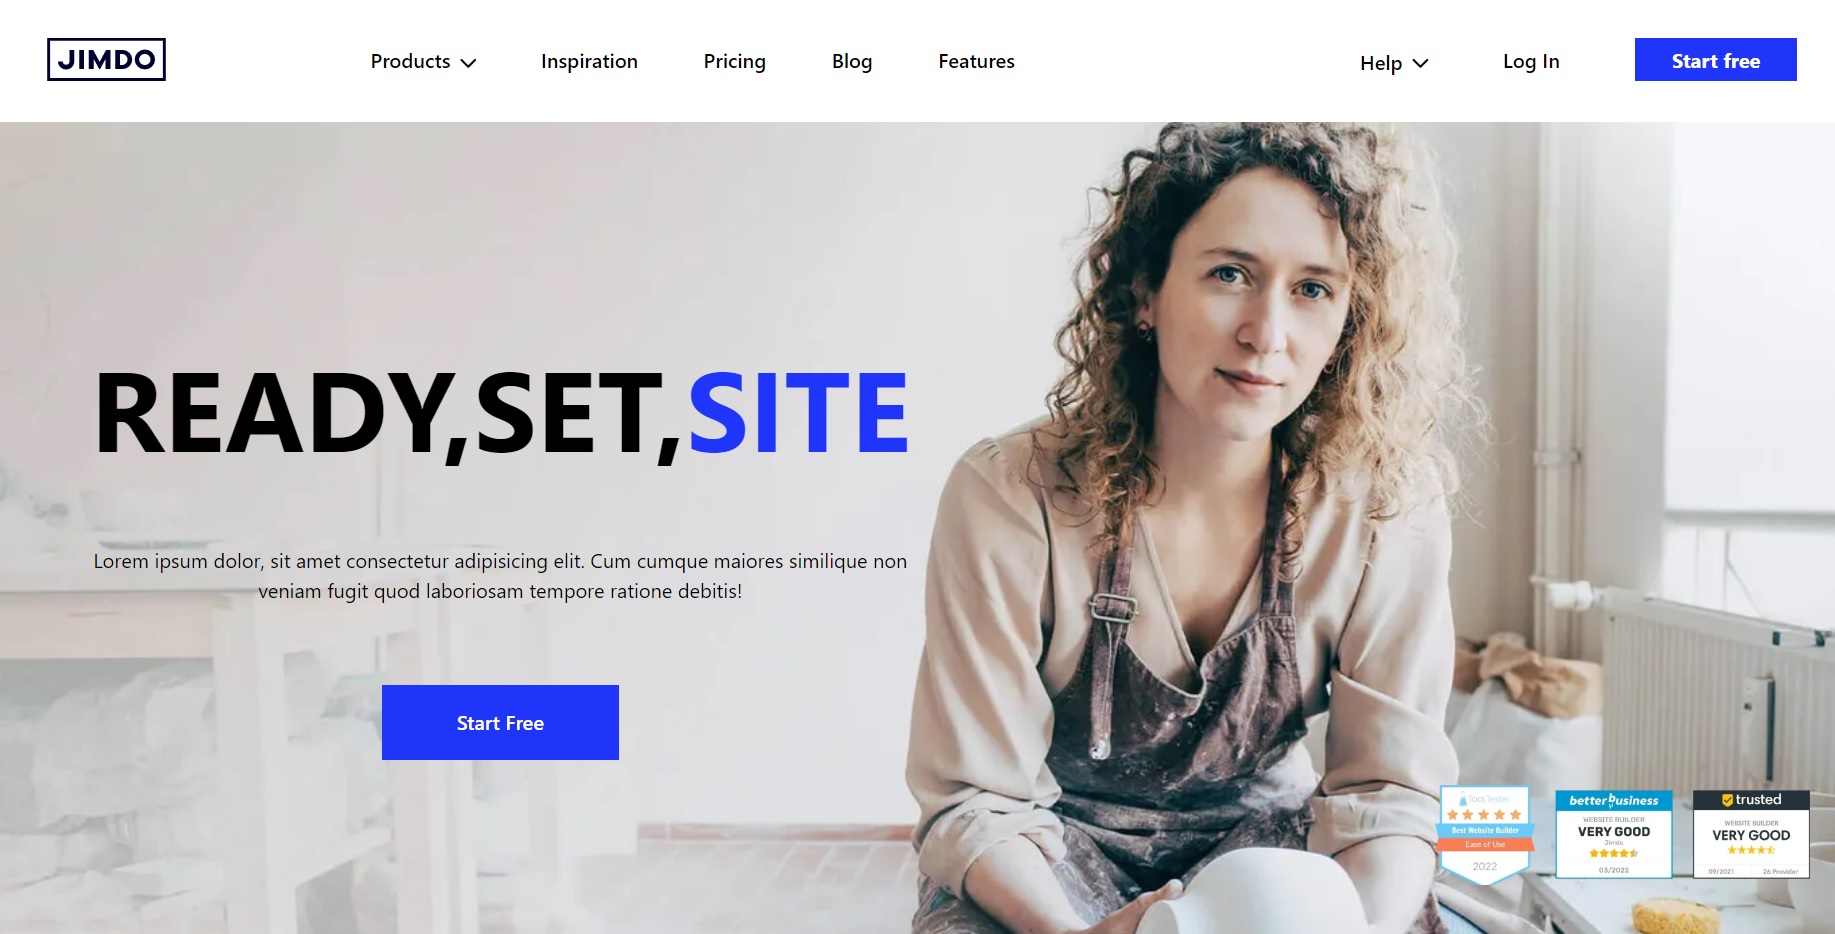 JIMDO
Products
Inspiration
Pricing
Blog
Features
Help
Log In
Start free
READY,SET,SITE
Lorem ipsum dolor, sit amet consectetur adipisicing elit. Cum cumque maiores similique non
veniam fugit quod laboriosam tempore ratione debitis!
Start Free
ToolTester
Best Website Builder
Ease of Use
2022
betterbusiness
WEBSITE BUILDER
VERY GOOD
Jimdo
03/2022
trusted
WEBSITE BUILDER
VERY GOOD
09/2021
26 Provider